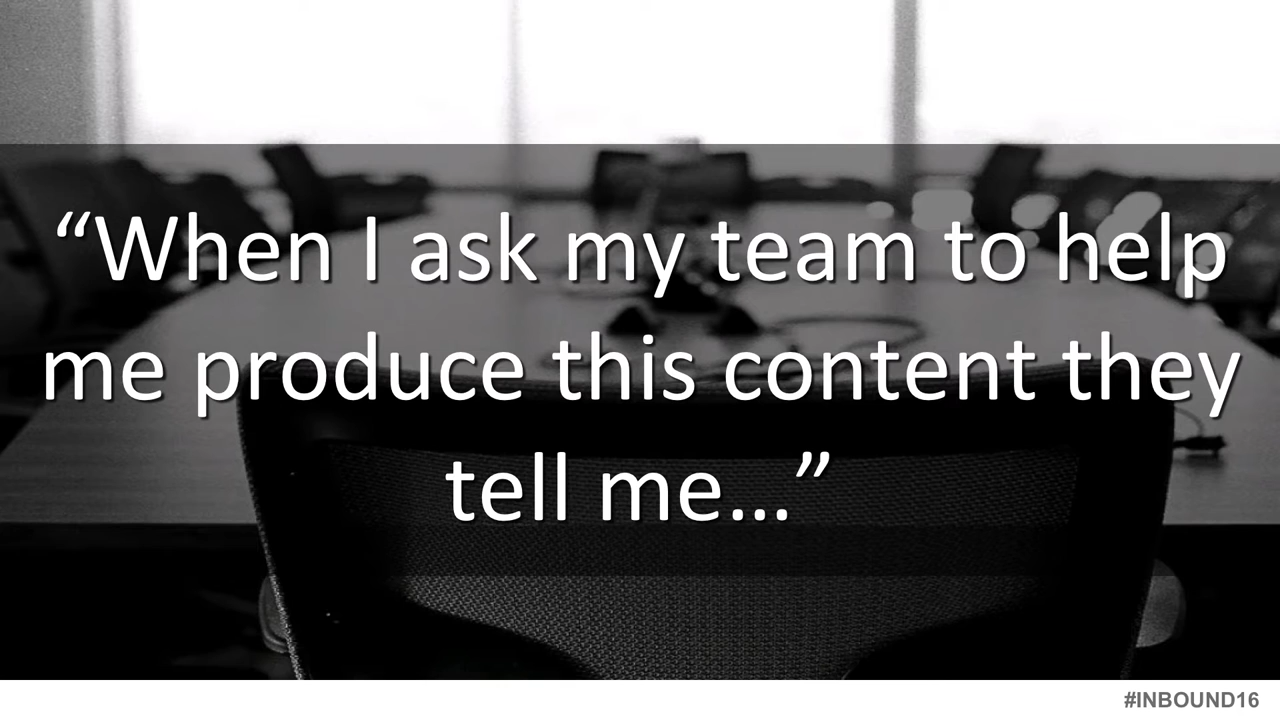 “When I ask my team to help
me produce this content they
tell me…”
#INBOUND16